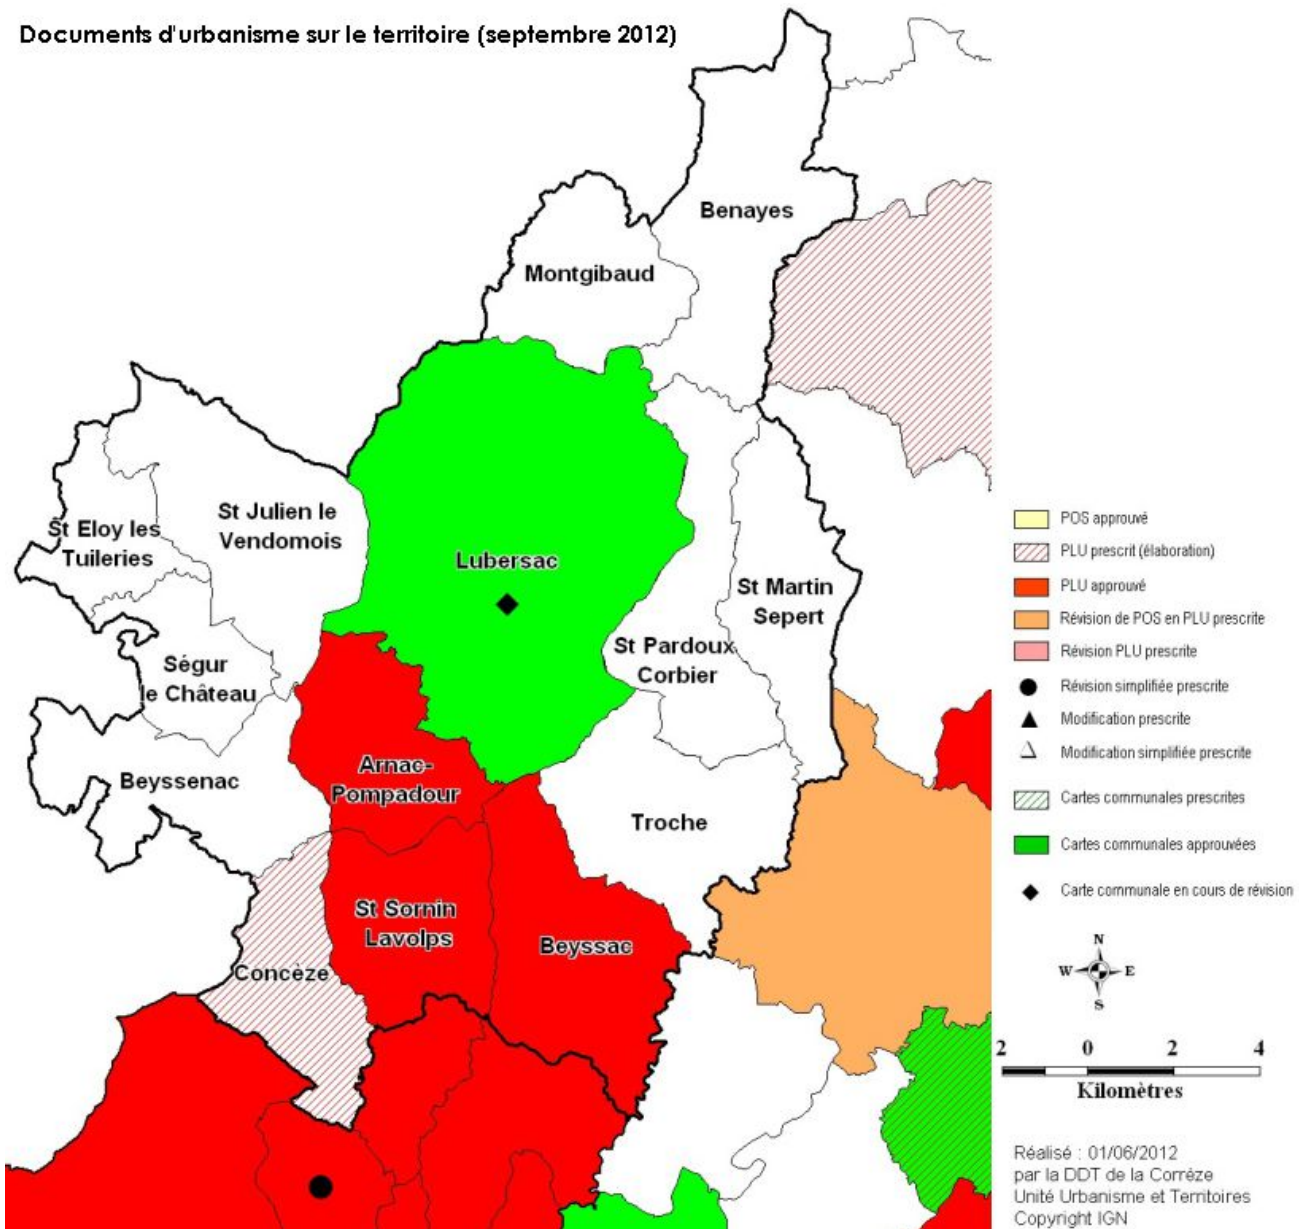 Documents d'urbanisme sur le territoire (septembre 2012)
Benayes
Montgibaud
St Eloy les
Tuileries
St Julien le
Vendomois
Lubersac
St Martin
Sepert
St Pardoux
Corbier
Ségur
le Château
Beyssenac
Arnac-
Pompadour
Troche
St Sornin
Lavolps
Beyssac
Concèze
POS approuvé
PLU prescrit (élaboration)
PLU approuvé
Révision de POS en PLU prescrite
Révision PLU prescrite
Révision simplifiée prescrite
Modification prescrite
Modification simplifiée prescrite
Cartes communales prescrites
Cartes communales approuvées
Carte communale en cours de révision
N
W E
S
2 0 2 4
Kilomètres
Réalisé : 01/06/2012
par la DDT de la Corrèze
Unité Urbanisme et Territoires
Copyright IGN